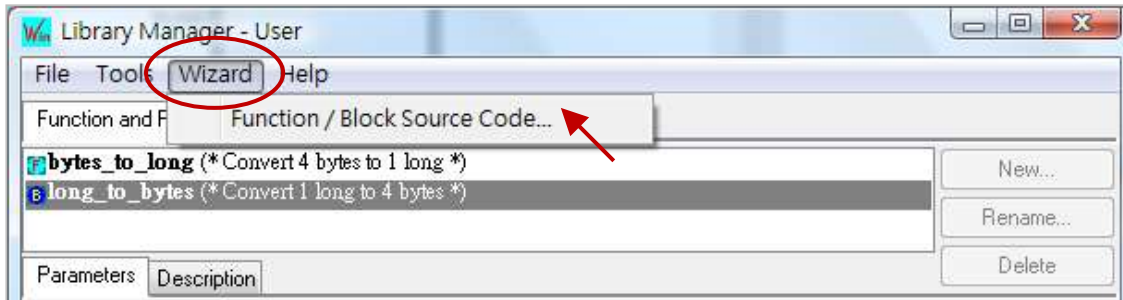 Win Library Manager - User
File Tools Wizard Help
Function and F
Function / Block Source Code...
F bytes_to_long (* Convert 4 bytes to 1 long *)
B long_to_bytes (* Convert 1 long to 4 bytes *)
New...
Rename...
Delete
Parameters Description